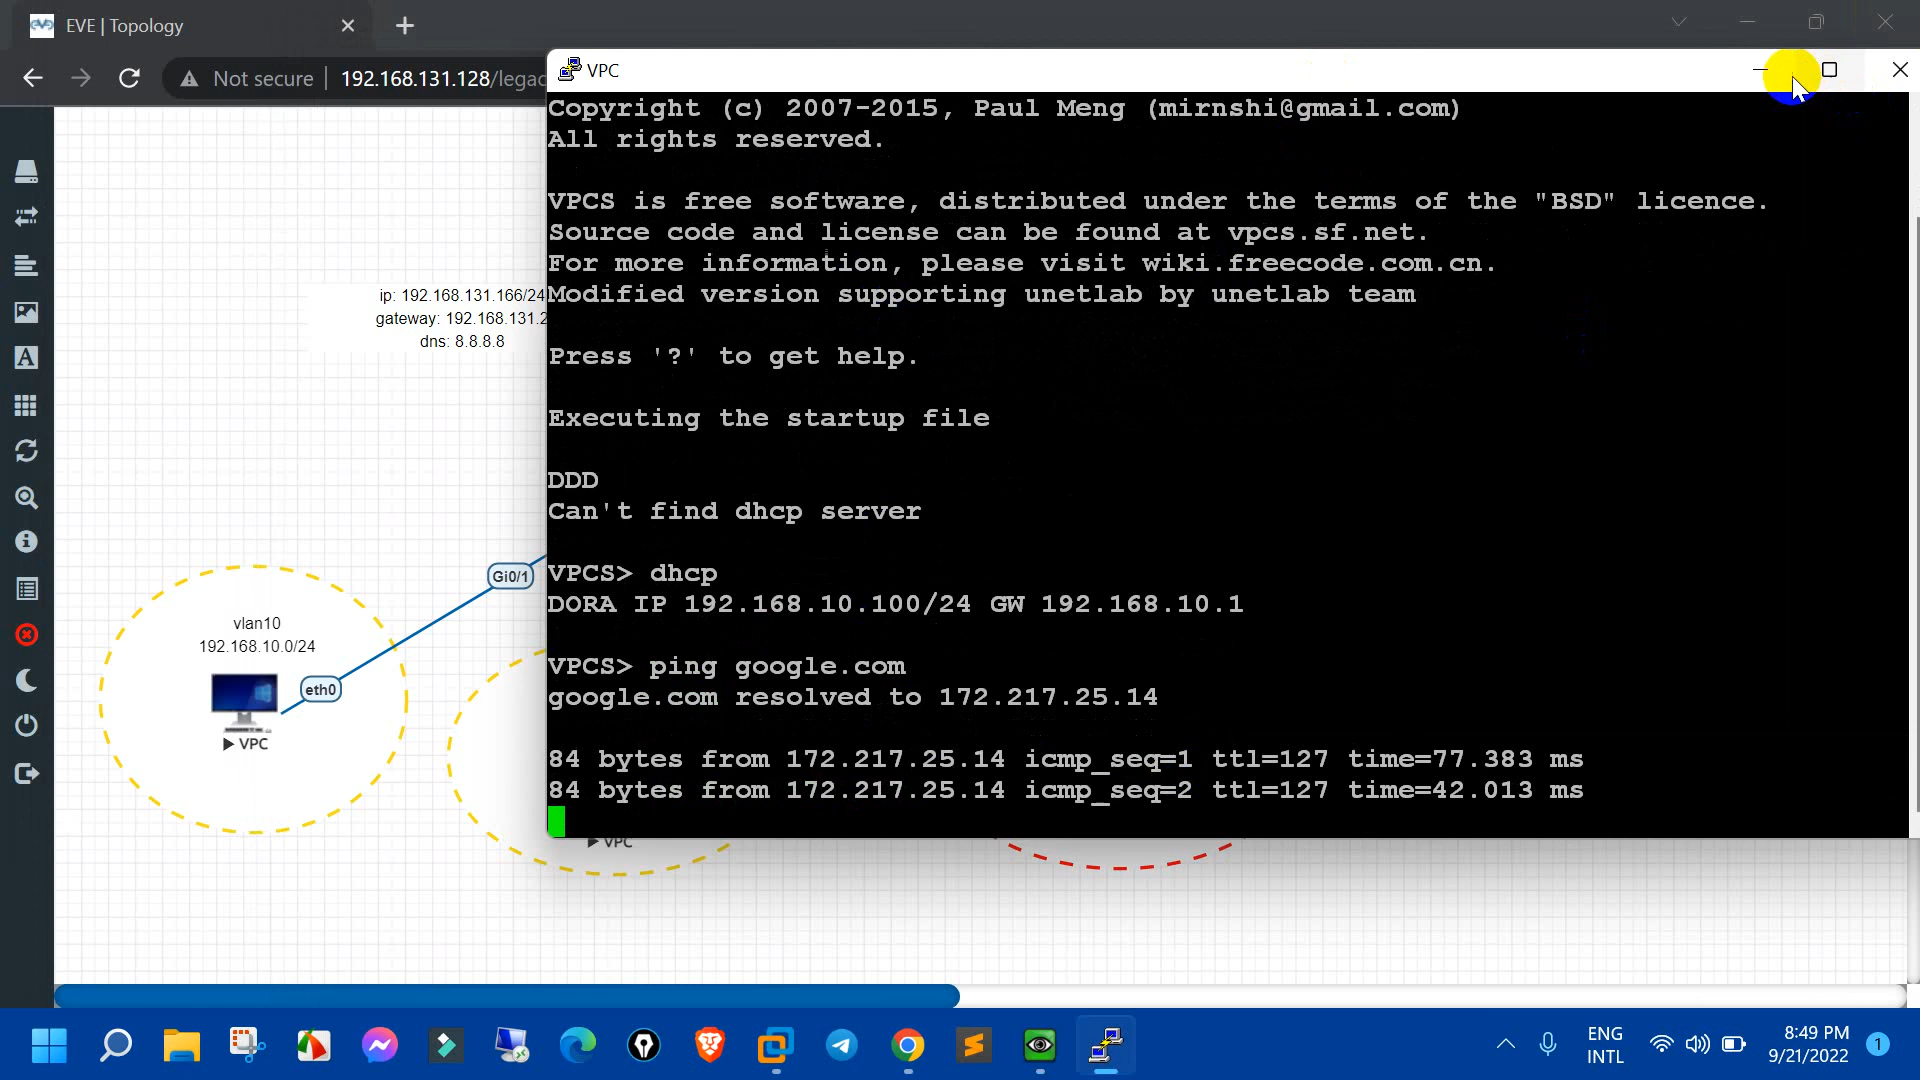 EVE | Topology
Not secure
192.168.131.128/legac
VPC
Copyright (c) 2007-2015, Paul Meng (mirnshi@gmail.com)
All rights reserved.
VPCS is free software, distributed under the terms of the "BSD" licence.
Source code and license can be found at vpcs.sf.net.
For more information, please visit wiki.freecode.com.cn.
Modified version supporting unetlab by unetlab team
Press '?' to get help.
Executing the startup file
DDD
Can't find dhcp server
VPCS> dhcp
DORA IP 192.168.10.100/24 GW 192.168.10.1
VPCS> ping google.com
google.com resolved to 172.217.25.14
84 bytes from 172.217.25.14 icmp_seq=1 ttl=127 time=77.383 ms
84 bytes from 172.217.25.14 icmp_seq=2 ttl=127 time=42.013 ms
ip: 192.168.131.166/24
gateway: 192.168.131.2
dns: 8.8.8.8
Gi0/1
vlan10
192.168.10.0/24
eth0
VPC
VPC
ENG
INTL
8:49 PM
9/21/2022
1